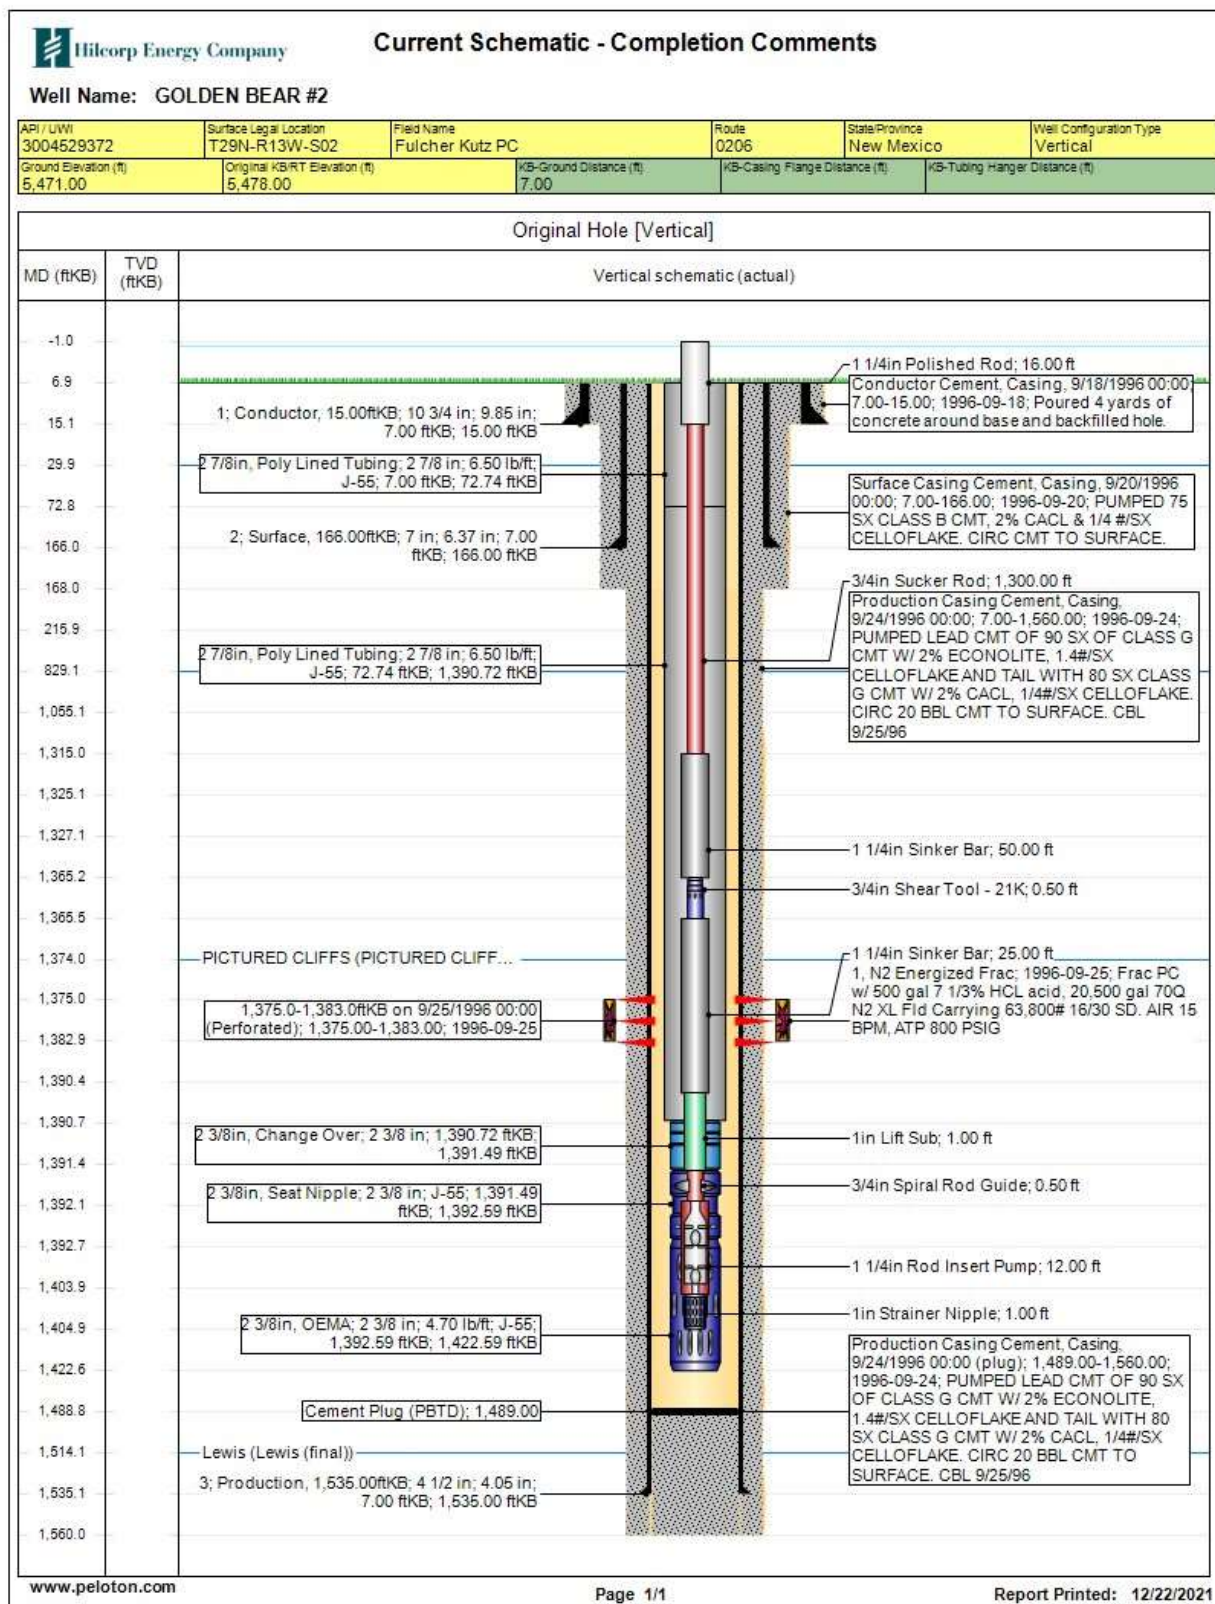 Hilcorp Energy Company
Current Schematic - Completion Comments
Well Name: GOLDEN BEAR #2
API / UWI
3004529372
Surface Legal Location
T29N-R13W-S02
Field Name
Fulcher Kutz PC
Route
0206
State/Province
New Mexico
Well Configuration Type
Vertical
Ground Elevation (ft)
5,471.00
Original KB/RT Elevation (ft)
5,478.00
KB-Ground Distance (ft)
7.00
KB-Casing Flange Distance (ft)
KB-Tubing Hanger Distance (ft)
Original Hole [Vertical]
MD (ftKB)
TVD
(ftKB)
Vertical schematic (actual)
-1.0
6.9
15.1
29.9
72.8
166.0
168.0
215.9
829.1
1,055.1
1,315.0
1,325.1
1,327.1
1,365.2
1,365.5
1,374.0
1,375.0
1,382.9
1,390.4
1,390.7
1,391.4
1,392.1
1,392.7
1,403.9
1,404.9
1,422.6
1,488.8
1,514.1
1,535.1
1,560.0
1; Conductor, 15.00ftKB; 10 3/4 in; 9.85 in;
7.00 ftKB; 15.00 ftKB
2 7/8in, Poly Lined Tubing; 2 7/8 in; 6.50 lb/ft;
J-55; 7.00 ftKB; 72.74 ftKB
2; Surface, 166.00ftKB; 7 in; 6.37 in; 7.00
ftKB; 166.00 ftKB
2 7/8in, Poly Lined Tubing; 2 7/8 in; 6.50 lb/ft;
J-55; 72.74 ftKB; 1,390.72 ftKB
PICTURED CLIFFS (PICTURED CLIFF...
1,375.0-1,383.0ftKB on 9/25/1996 00:00
(Perforated); 1,375.00-1,383.00; 1996-09-25
2 3/8in, Change Over; 2 3/8 in; 1,390.72 ftKB;
1,391.49 ftKB
2 3/8in, Seat Nipple; 2 3/8 in; J-55; 1,391.49
ftKB; 1,392.59 ftKB
2 3/8in, OEMA; 2 3/8 in; 4.70 lb/ft; J-55;
1,392.59 ftKB; 1,422.59 ftKB
Cement Plug (PBTD); 1,489.00
Lewis (Lewis (final))
3; Production, 1,535.00ftKB; 4 1/2 in; 4.05 in;
7.00 ftKB; 1,535.00 ftKB
1 1/4in Polished Rod; 16.00 ft
Conductor Cement, Casing, 9/18/1996 00:00;
7.00-15.00; 1996-09-18; Poured 4 yards of
concrete around base and backfilled hole.
Surface Casing Cement, Casing, 9/20/1996
00:00; 7.00-166.00; 1996-09-20; PUMPED 75
SX CLASS B CMT, 2% CACL & 1/4 #/SX
CELLOFLAKE. CIRC CMT TO SURFACE.
3/4in Sucker Rod; 1,300.00 ft
Production Casing Cement, Casing,
9/24/1996 00:00; 7.00-1,560.00; 1996-09-24;
PUMPED LEAD CMT OF 90 SX OF CLASS G
CMT W/ 2% ECONOLITE, 1.4#/SX
CELLOFLAKE AND TAIL WITH 80 SX CLASS
G CMT W/ 2% CACL, 1/4#/SX CELLOFLAKE.
CIRC 20 BBL CMT TO SURFACE. CBL
9/25/96
1 1/4in Sinker Bar; 50.00 ft
3/4in Shear Tool - 21K; 0.50 ft
1 1/4in Sinker Bar; 25.00 ft
1, N2 Energized Frac; 1996-09-25; Frac PC
w/ 500 gal 7 1/3% HCL acid, 20,500 gal 70Q
N2 XL Fld Carrying 63,800# 16/30 SD. AIR 15
BPM, ATP 800 PSIG
1in Lift Sub; 1.00 ft
3/4in Spiral Rod Guide; 0.50 ft
1 1/4in Rod Insert Pump; 12.00 ft
1in Strainer Nipple; 1.00 ft
Production Casing Cement, Casing,
9/24/1996 00:00 (plug); 1,489.00-1,560.00;
1996-09-24; PUMPED LEAD CMT OF 90 SX
OF CLASS G CMT W/ 2% ECONOLITE,
1.4#/SX CELLOFLAKE AND TAIL WITH 80
SX CLASS G CMT W/ 2% CACL, 1/4#/SX
CELLOFLAKE. CIRC 20 BBL CMT TO
SURFACE. CBL 9/25/96
www.peloton.com
Page 1/1
Report Printed: 12/22/2021